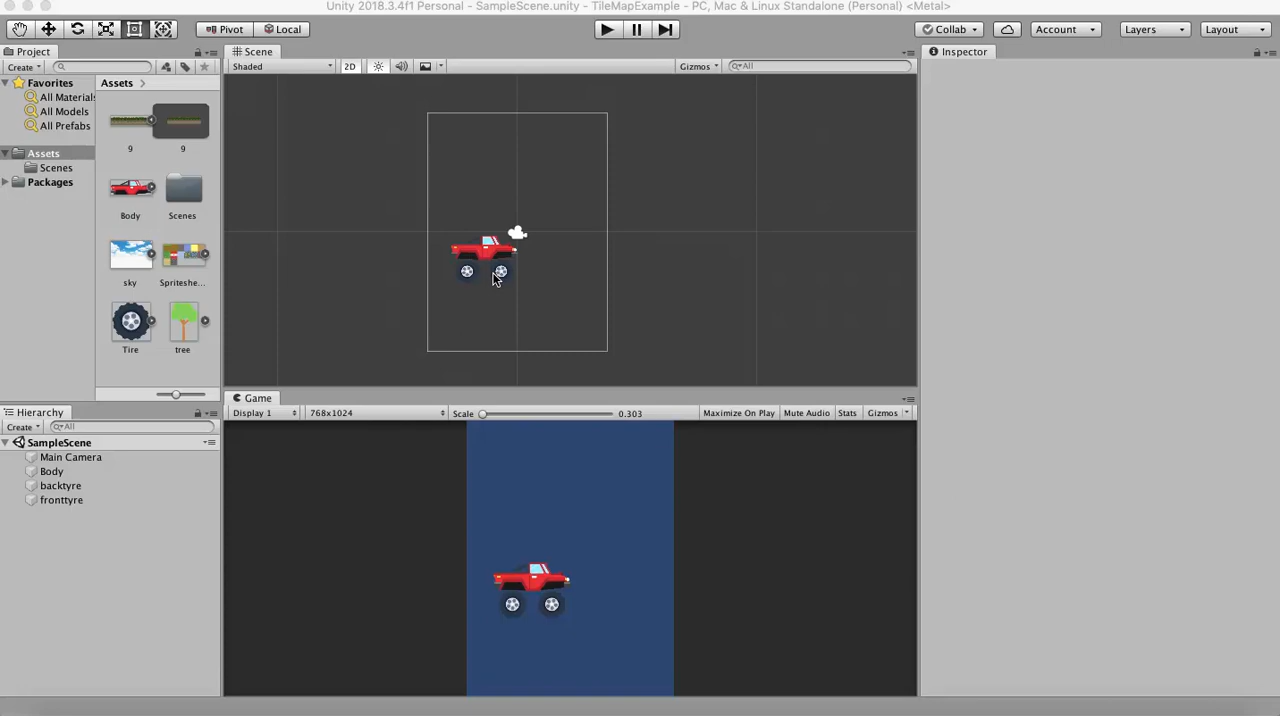 Unity 2018.3.4f1 Personal - SampleScene.unity - TileMapExample - PC, Mac & Linux Standalone (Personal) <Metal>
Pivot Local Collab Account Layers Layout
Project
Create
Favorites
All Materials
All Models
All Prefabs
Assets
Scenes
Packages
Assets
9 9
Body Scenes
sky Spriteshe...
Tire tree
Scene
Shaded 2D Gizmos All
Game
Display 1 768x1024 Scale 0.303 Maximize On Play Mute Audio Stats Gizmos
Hierarchy
Create All
SampleScene
Main Camera
Body
backtyre
fronttyre
Inspector